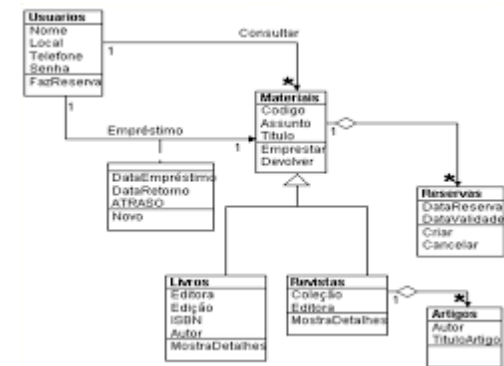 Usuarios
Nome
Local
Telefone
Senha
FazReserva
1
Consultar
*
1
Empréstimo
1
Materiais
Codigo
Assunto
Titulo
Emprestar
Devolver
1
*
DataEmpréstimo
DataRetorno
ATRASO
Novo
Reservas
DataReserva
DataValidade
Criar
Cancelar
Livros
Editora
Edição
ISBN
Autor
MostraDetalhes
Revistas
Coleção
Editora
MostraDetalhes
1
*
Artigos
Autor
TituloArtigo